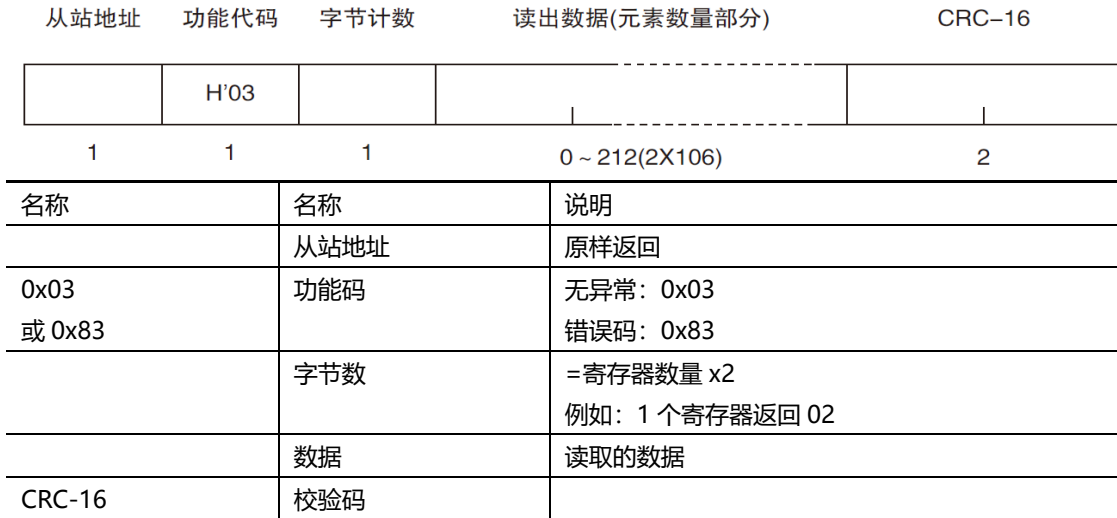 从站地址 功能代码 字节计数 读出数据(元素数量部分) CRC–16
H'03
1 1 1 0 ~ 212(2X106) 2
名称 名称 说明
从站地址 原样返回
0x03 功能码 无异常：0x03
或 0x83 错误码：0x83
字节数 =寄存器数量 x2
例如：1 个寄存器返回 02
数据 读取的数据
CRC-16 校验码